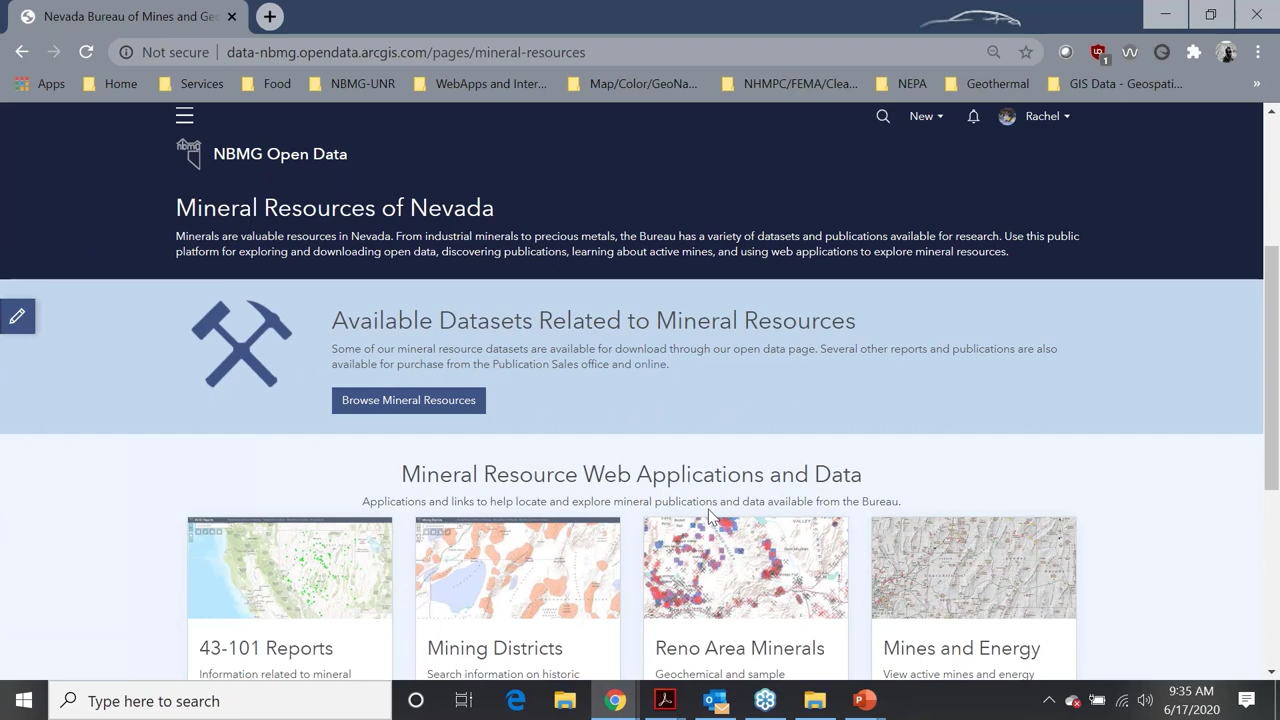 Nevada Bureau of Mines and Geo
Not secure
data-nbmg.opendata.arcgis.com/pages/mineral-resources
1
Apps
Home
Services
Food
NBMG-UNR
WebApps and Inter...
Map/Color/GeoNa...
NHMPC/FEMA/Clea...
NEPA
Geothermal
GIS Data - Geospati...
New
Rachel
nbmg
NBMG Open Data
Mineral Resources of Nevada
Minerals are valuable resources in Nevada. From industrial minerals to precious metals, the Bureau has a variety of datasets and publications available for research. Use this public
platform for exploring and downloading open data, discovering publications, learning about active mines, and using web applications to explore mineral resources.
Available Datasets Related to Mineral Resources
Some of our mineral resource datasets are available for download through our open data page. Several other reports and publications are also
available for purchase from the Publication Sales office and online.
Browse Mineral Resources
Mineral Resource Web Applications and Data
Applications and links to help locate and explore mineral publications and data available from the Bureau.
43-101 Reports
Information related to mineral
Mining Districts
Search information on historic
Reno Area Minerals
Geochemical and sample
Mines and Energy
View active mines and energy
Type here to search
9:35 AM
6/17/2020